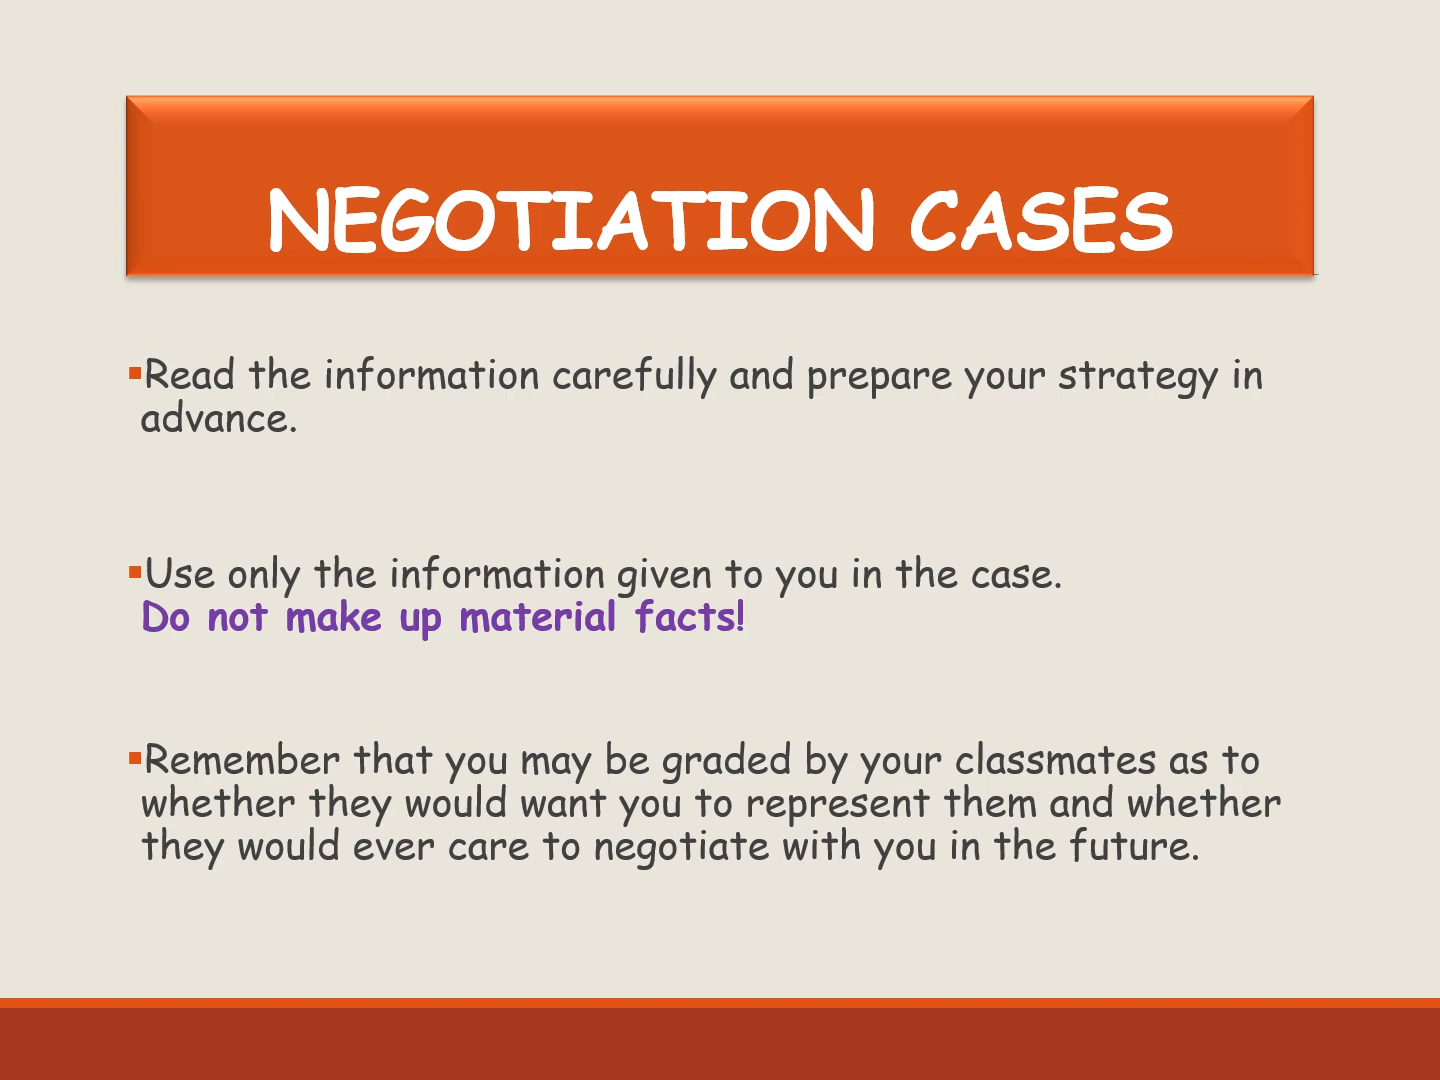 NEGOTIATION CASES
▪Read the information carefully and prepare your strategy in
advance.
▪Use only the information given to you in the case.
Do not make up material facts!
▪Remember that you may be graded by your classmates as to
whether they would want you to represent them and whether
they would ever care to negotiate with you in the future.